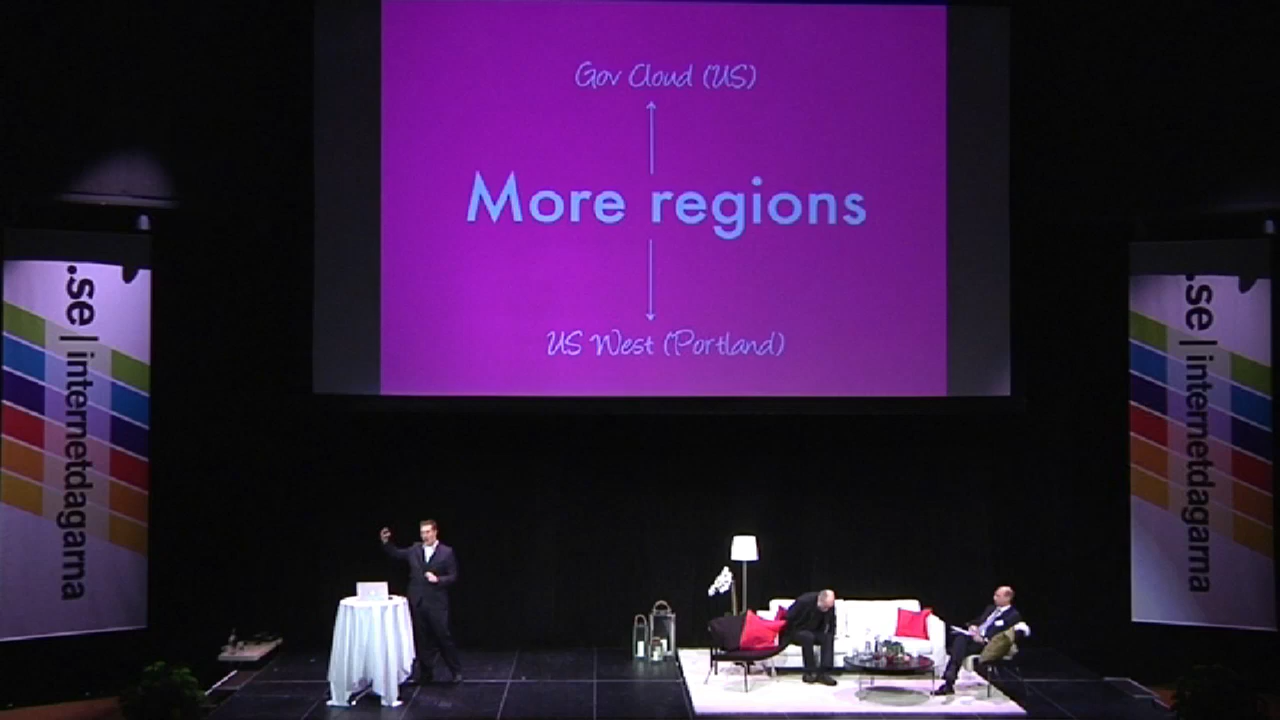 Gov Cloud (US)
More regions
US West (Portland)
.se | internetdagarna
.se | internetdagarna